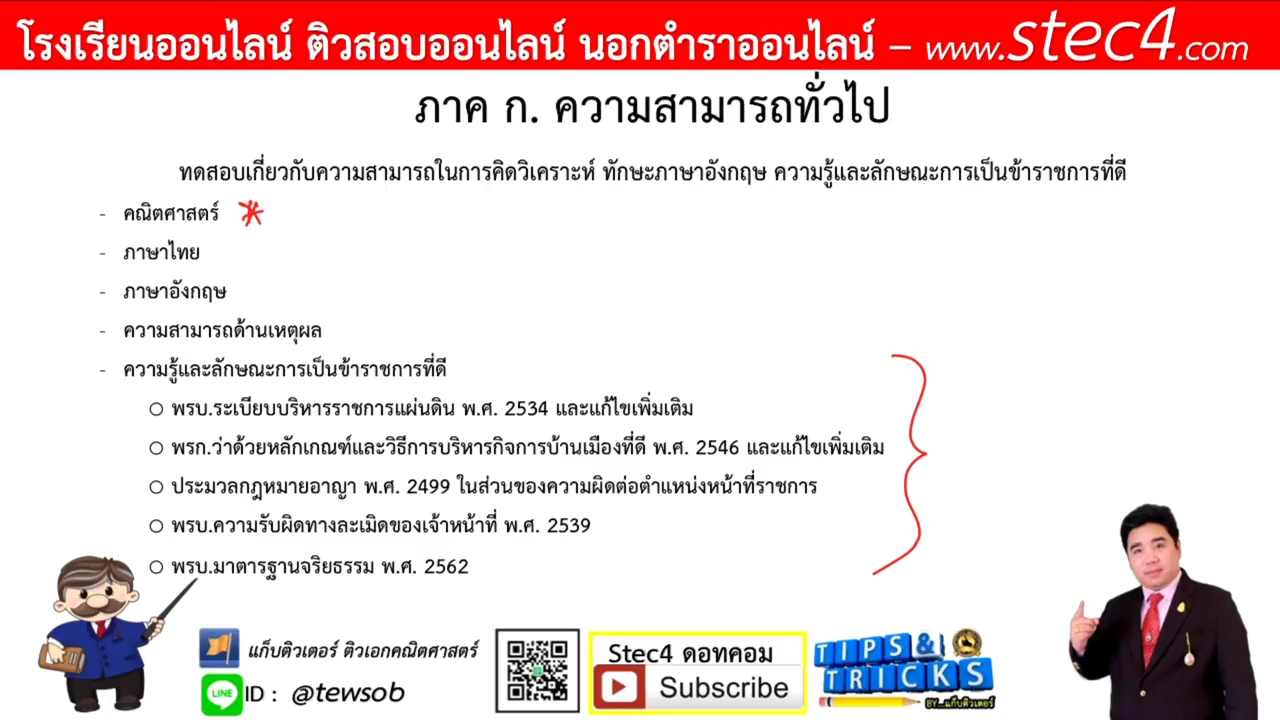 โรงเรียนออนไลน์ ติวสอบออนไลน์ นอกตำราออนไลน์ – www.stec4.com
ภาค ก. ความสามารถทั่วไป
ทดสอบเกี่ยวกับความสามารถในการคิดวิเคราะห์ ทักษะภาษาอังกฤษ ความรู้และลักษณะการเป็นข้าราชการที่ดี
- คณิตศาสตร์
- ภาษาไทย
- ภาษาอังกฤษ
- ความสามารถด้านเหตุผล
- ความรู้และลักษณะการเป็นข้าราชการที่ดี
○ พรบ.ระเบียบบริหารราชการแผ่นดิน พ.ศ. 2534 และแก้ไขเพิ่มเติม
○ พรก.ว่าด้วยหลักเกณฑ์และวิธีการบริหารกิจการบ้านเมืองที่ดี พ.ศ. 2546 และแก้ไขเพิ่มเติม
○ ประมวลกฎหมายอาญา พ.ศ. 2499 ในส่วนของความผิดต่อตำแหน่งหน้าที่ราชการ
○ พรบ.ความรับผิดทางละเมิดของเจ้าหน้าที่ พ.ศ. 2539
○ พรบ.มาตารฐานจริยธรรม พ.ศ. 2562
แก็บติวเตอร์ ติวเอกคณิตศาสตร์
LINE ID : @tewsob
Stec4 ดอทคอม
Subscribe
TIPS &
TRICKS
BY...แก็บติวเตอร์